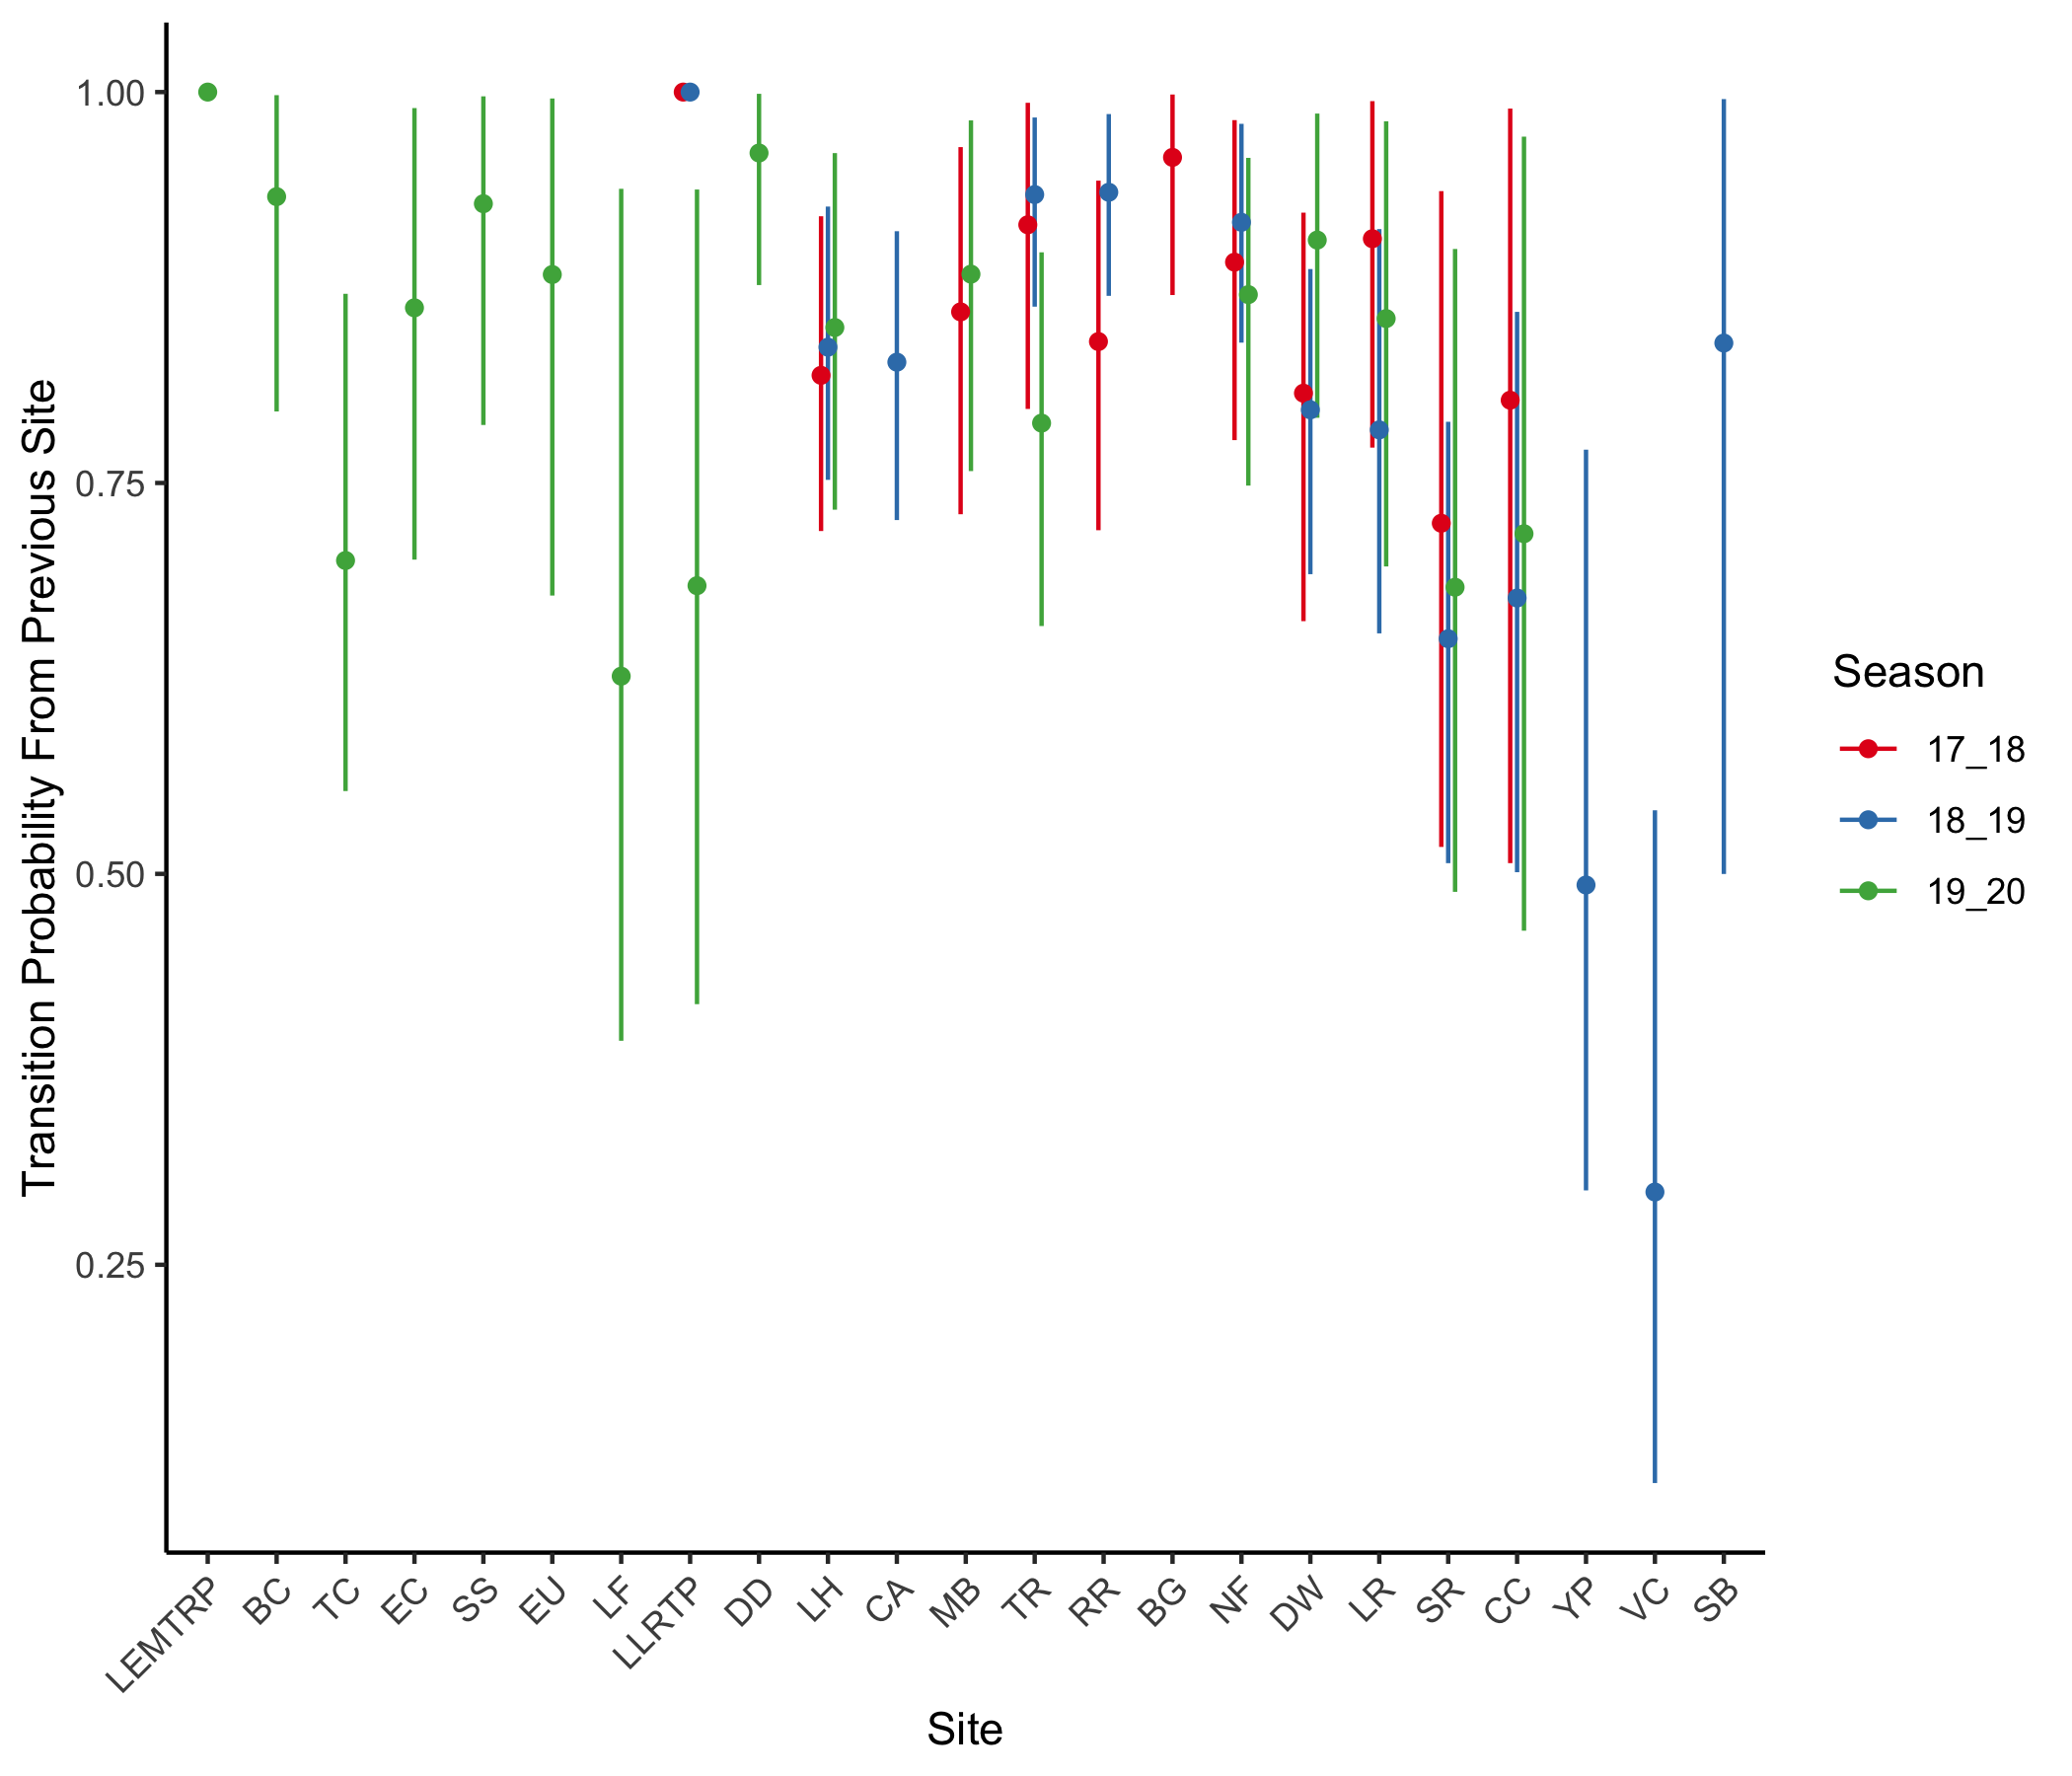 Transition Probability From Previous Site
1.00
0.75
0.50
0.25
LEMTRP
BC
TC
EC
SS
EU
LF
LLRTP
DD
LH
CA
MB
TR
RR
BG
NF
DW
LR
SR
CC
YP
VC
SB
Site
Season
17_18
18_19
19_20